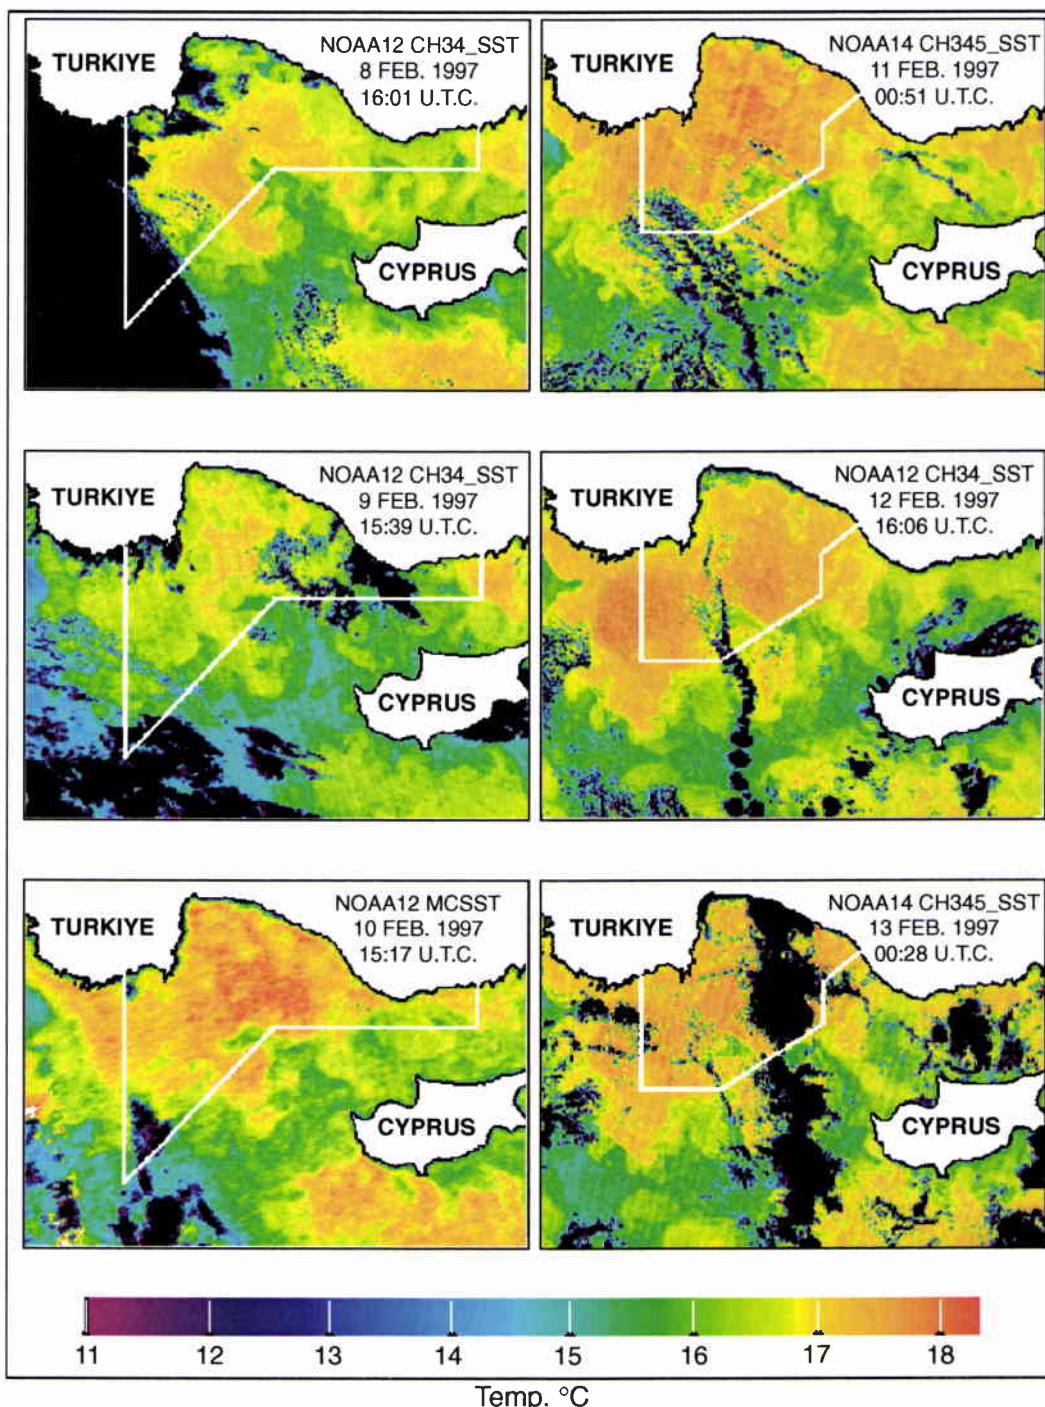 TURKIYE
NOAA12 CH34_SST
8 FEB. 1997
16:01 U.T.C.
CYPRUS
TURKIYE
NOAA14 CH345_SST
11 FEB. 1997
00:51 U.T.C.
CYPRUS
TURKIYE
NOAA12 CH34_SST
9 FEB. 1997
15:39 U.T.C.
CYPRUS
TURKIYE
NOAA12 CH34_SST
12 FEB. 1997
16:06 U.T.C.
CYPRUS
TURKIYE
NOAA12 MCSST
10 FEB. 1997
15:17 U.T.C.
CYPRUS
TURKIYE
NOAA14 CH345_SST
13 FEB. 1997
00:28 U.T.C.
CYPRUS
11 12 13 14 15 16 17 18
Temp. °C